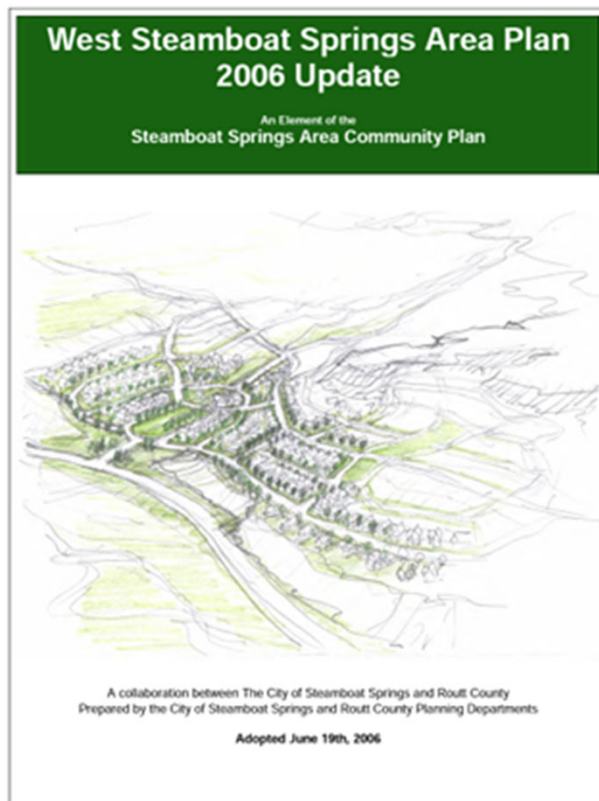 West Steamboat Springs Area Plan
2006 Update
An Element of the
Steamboat Springs Area Community Plan
A collaboration between The City of Steamboat Springs and Routt County
Prepared by the City of Steamboat Springs and Routt County Planning Departments
Adopted June 19th, 2006